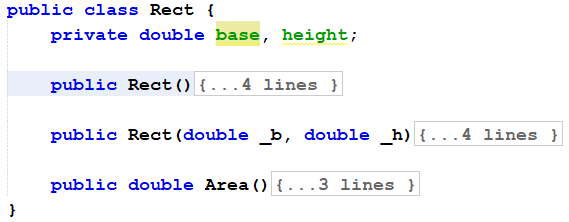 public class Rect {
private double base, height;
public Rect() {...4 lines }
public Rect(double _b, double _h) {...4 lines }
public double Area() {...3 lines }
}